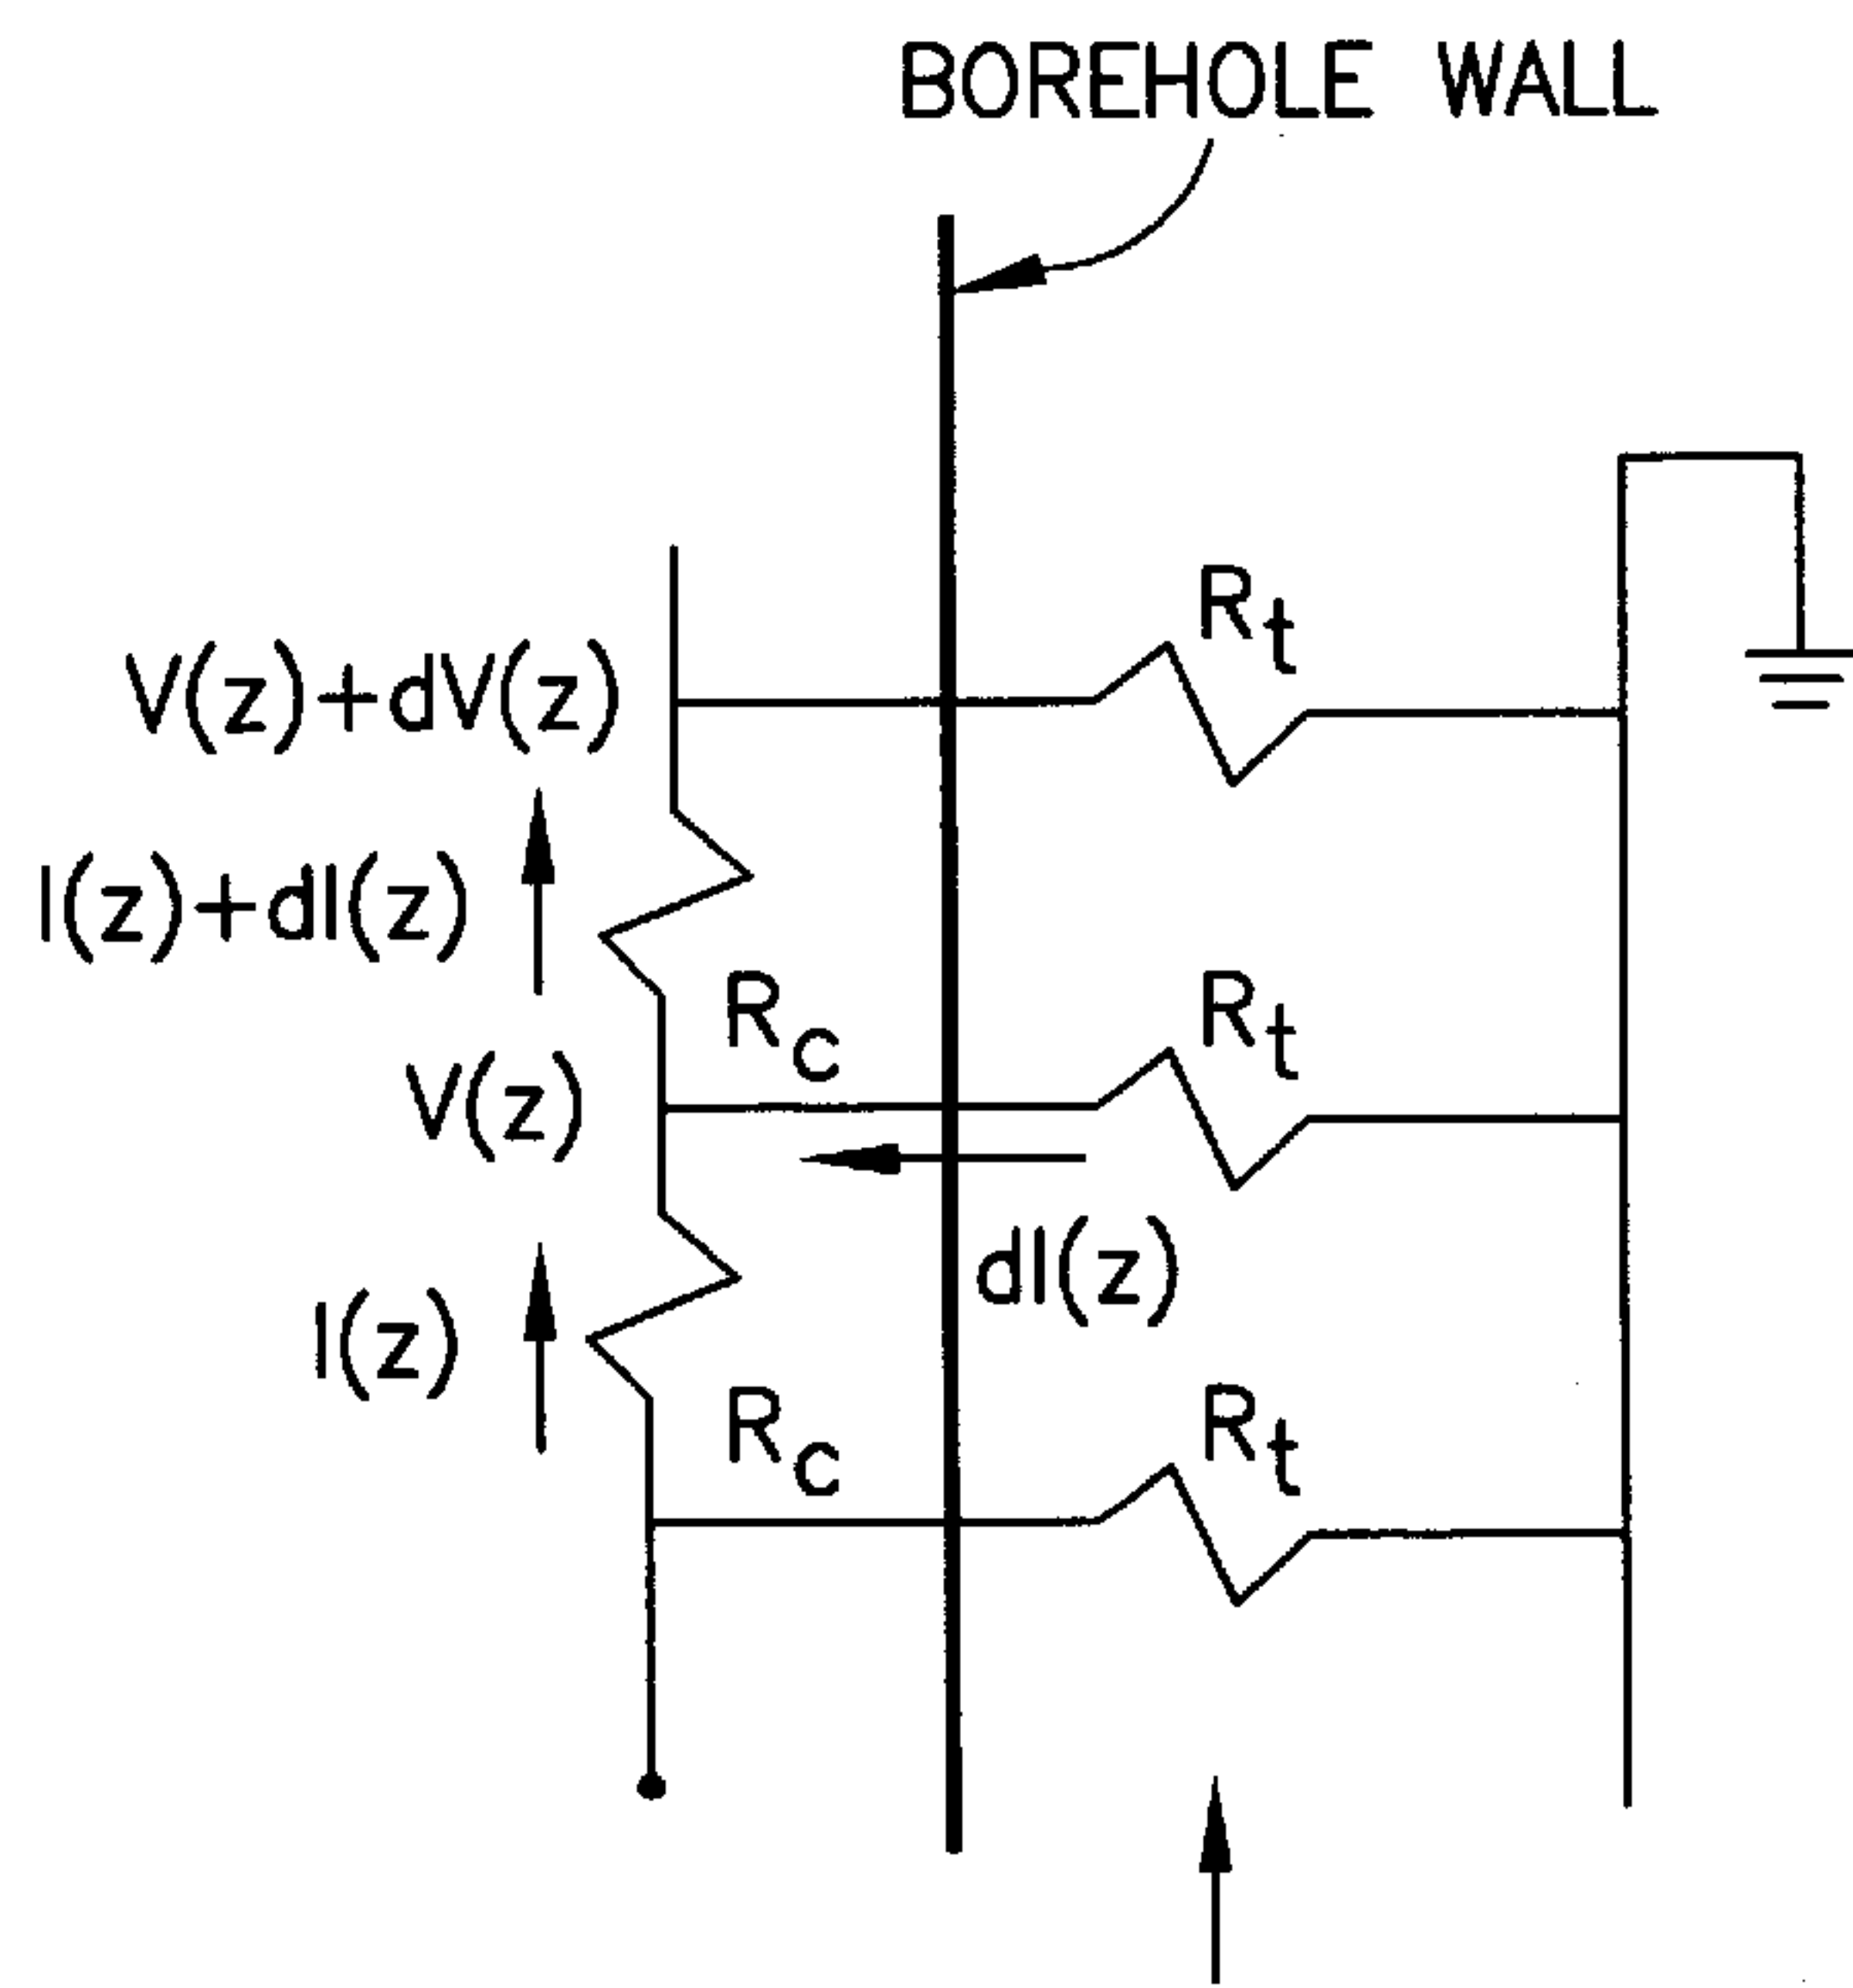 BOREHOLE WALL
R_t
V(z)+dV(z)
I(z)+dI(z)
R_c
R_t
V(z)
dI(z)
I(z)
R_c
R_t